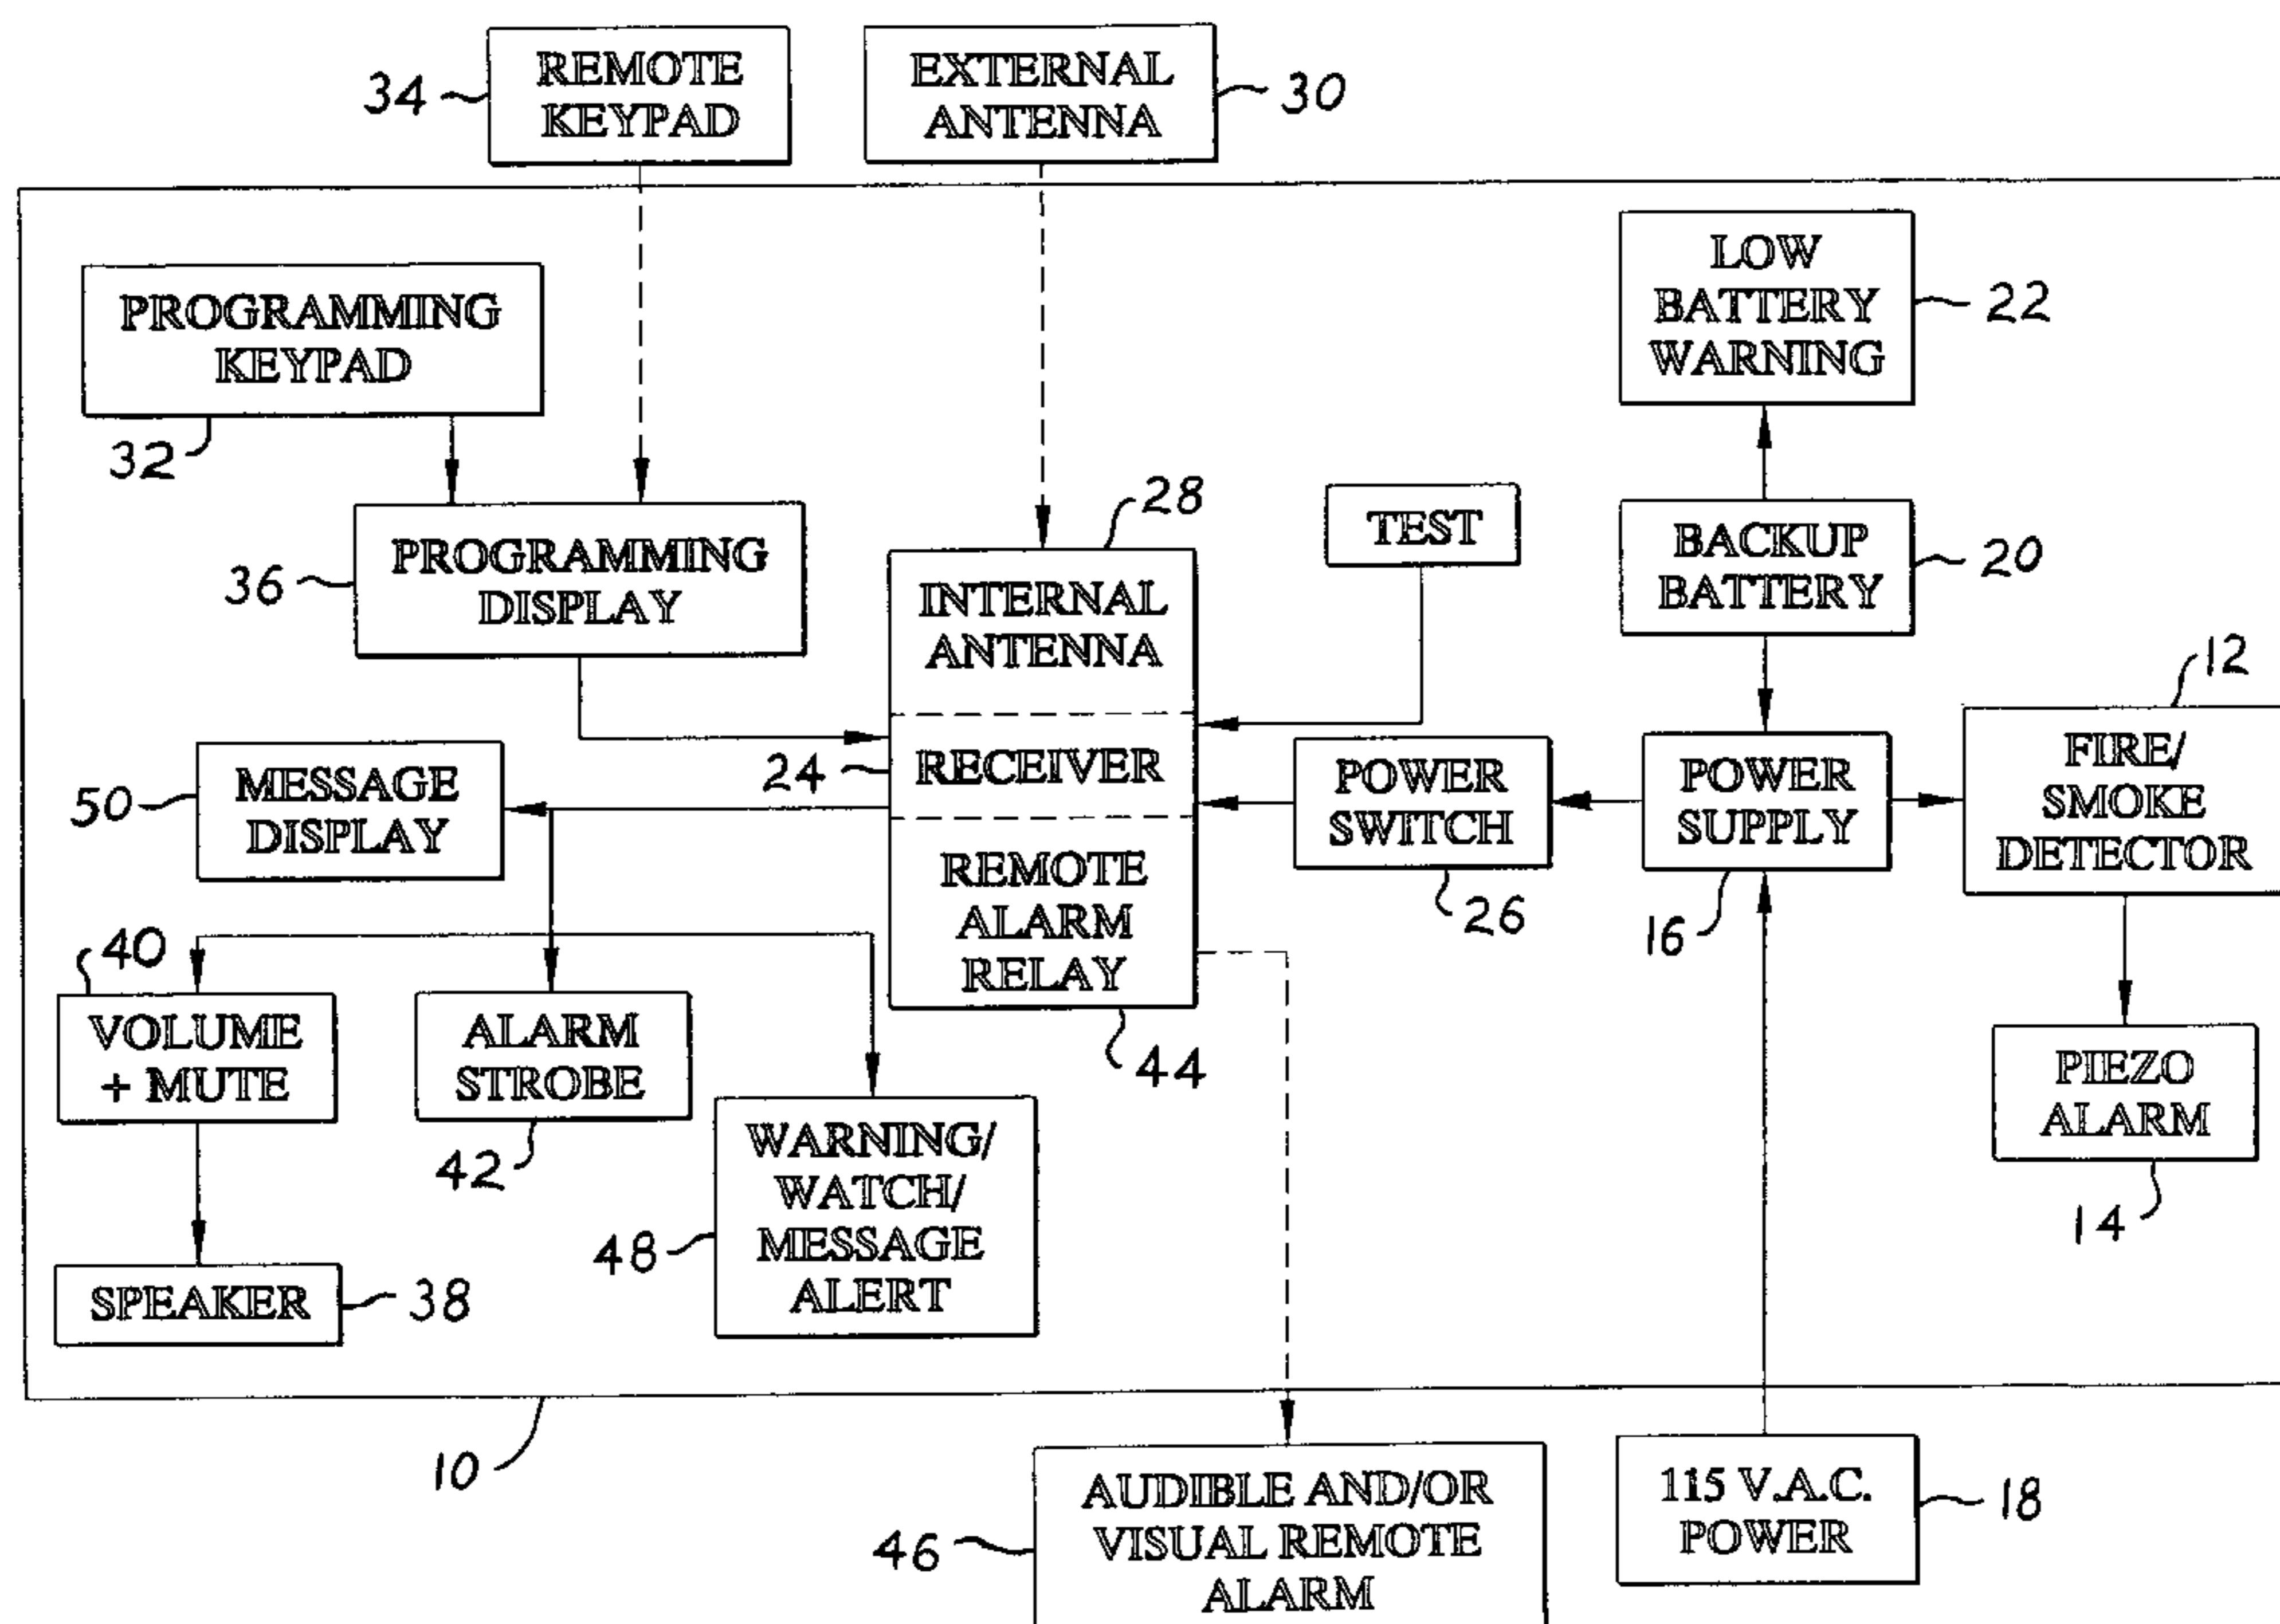 REMOTE
KEYPAD
34
EXTERNAL
ANTENNA
30
PROGRAMMING
KEYPAD
32
LOW
BATTERY
WARNING
22
PROGRAMMING
DISPLAY
36
28
INTERNAL
ANTENNA
TEST
BACKUP
BATTERY
20
12
RECEIVER
24
POWER
SWITCH
26
POWER
SUPPLY
16
FIRE/
SMOKE
DETECTOR
MESSAGE
DISPLAY
50
REMOTE
ALARM
RELAY
44
40
VOLUME
+ MUTE
ALARM
STROBE
42
WARNING/
WATCH/
MESSAGE
ALERT
48
PIEZO
ALARM
14
SPEAKER
38
10
AUDIBLE AND/OR
VISUAL REMOTE
ALARM
46
115 V.A.C.
POWER
18